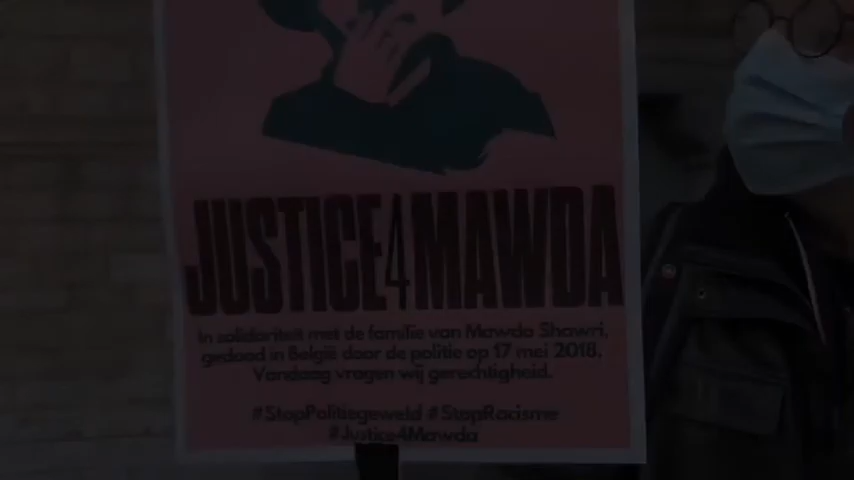 JUSTICE4MAWDA
In solidariteit met de familie van Mawda Shawri,
gedood in België door de politie op 17 mei 2018.
Vandaag vragen wij gerechtigheid.
#StopPolitiegeweld #StopRacisme
#Justice4Mawda